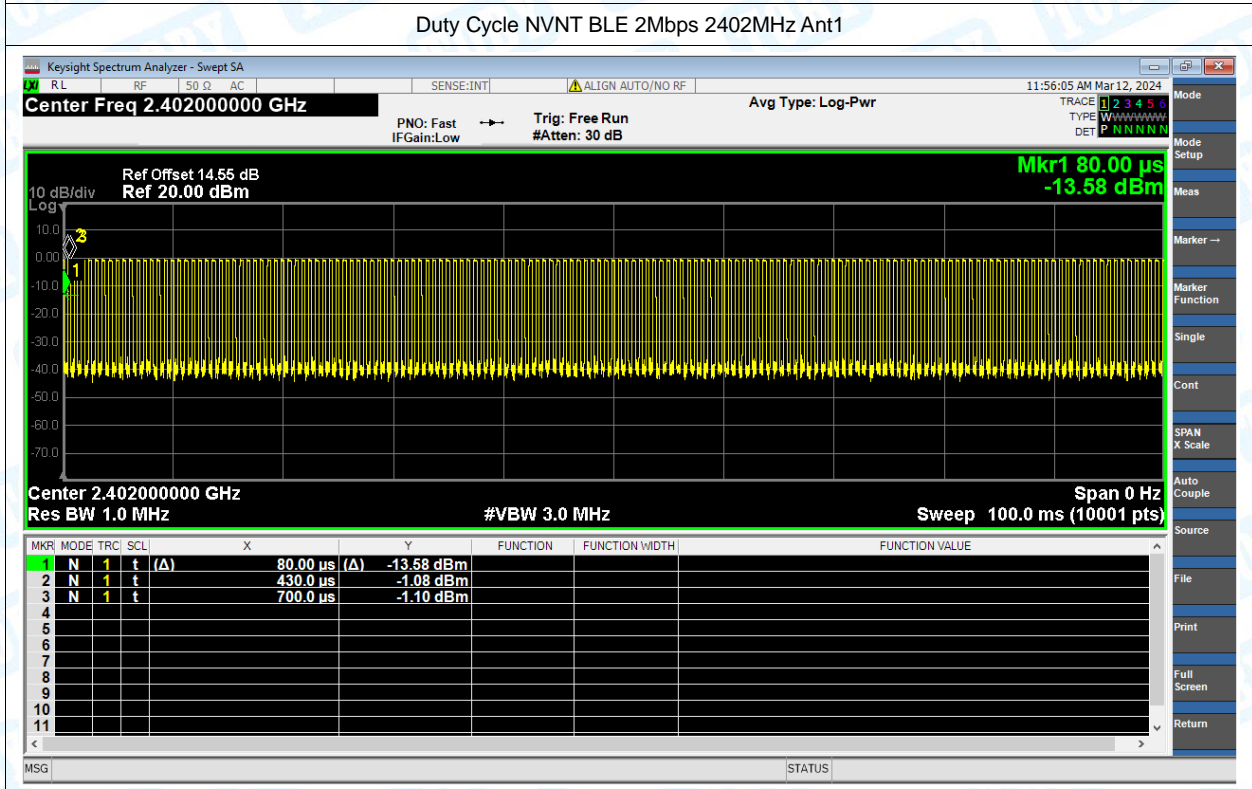 Duty Cycle NVNT BLE 2Mbps 2402MHz Ant1
Keysight Spectrum Analyzer - Swept SA
LXI RL RF 50 Ω AC SENSE:INT ALIGN AUTO/NO RF 11:56:05 AM Mar 12, 2024
Center Freq 2.402000000 GHz
Avg Type: Log-Pwr
TRACE 1 2 3 4 5 6
TYPE WWWWWWW
DET P N N N N N
PNO: Fast
IFGain:Low
Trig: Free Run
#Atten: 30 dB
Mkr1 80.00 µs
-13.58 dBm
Ref Offset 14.55 dB
Ref 20.00 dBm
10 dB/div
Log
10.0
0.00
-10.0
-20.0
-30.0
-40.0
-50.0
-60.0
-70.0
1
2
3
Center 2.402000000 GHz
Span 0 Hz
Res BW 1.0 MHz
#VBW 3.0 MHz
Sweep 100.0 ms (10001 pts)
MKR MODE TRC SCL X Y FUNCTION FUNCTION WIDTH FUNCTION VALUE
1 N 1 t (Δ) 80.00 µs (Δ) -13.58 dBm
2 N 1 t 430.0 µs -1.08 dBm
3 N 1 t 700.0 µs -1.10 dBm
4
5
6
7
8
9
10
11
MSG
STATUS
Mode
Mode Setup
Meas
Marker →
Marker Function
Single
Cont
SPAN X Scale
Auto Couple
Source
File
Print
Full Screen
Return